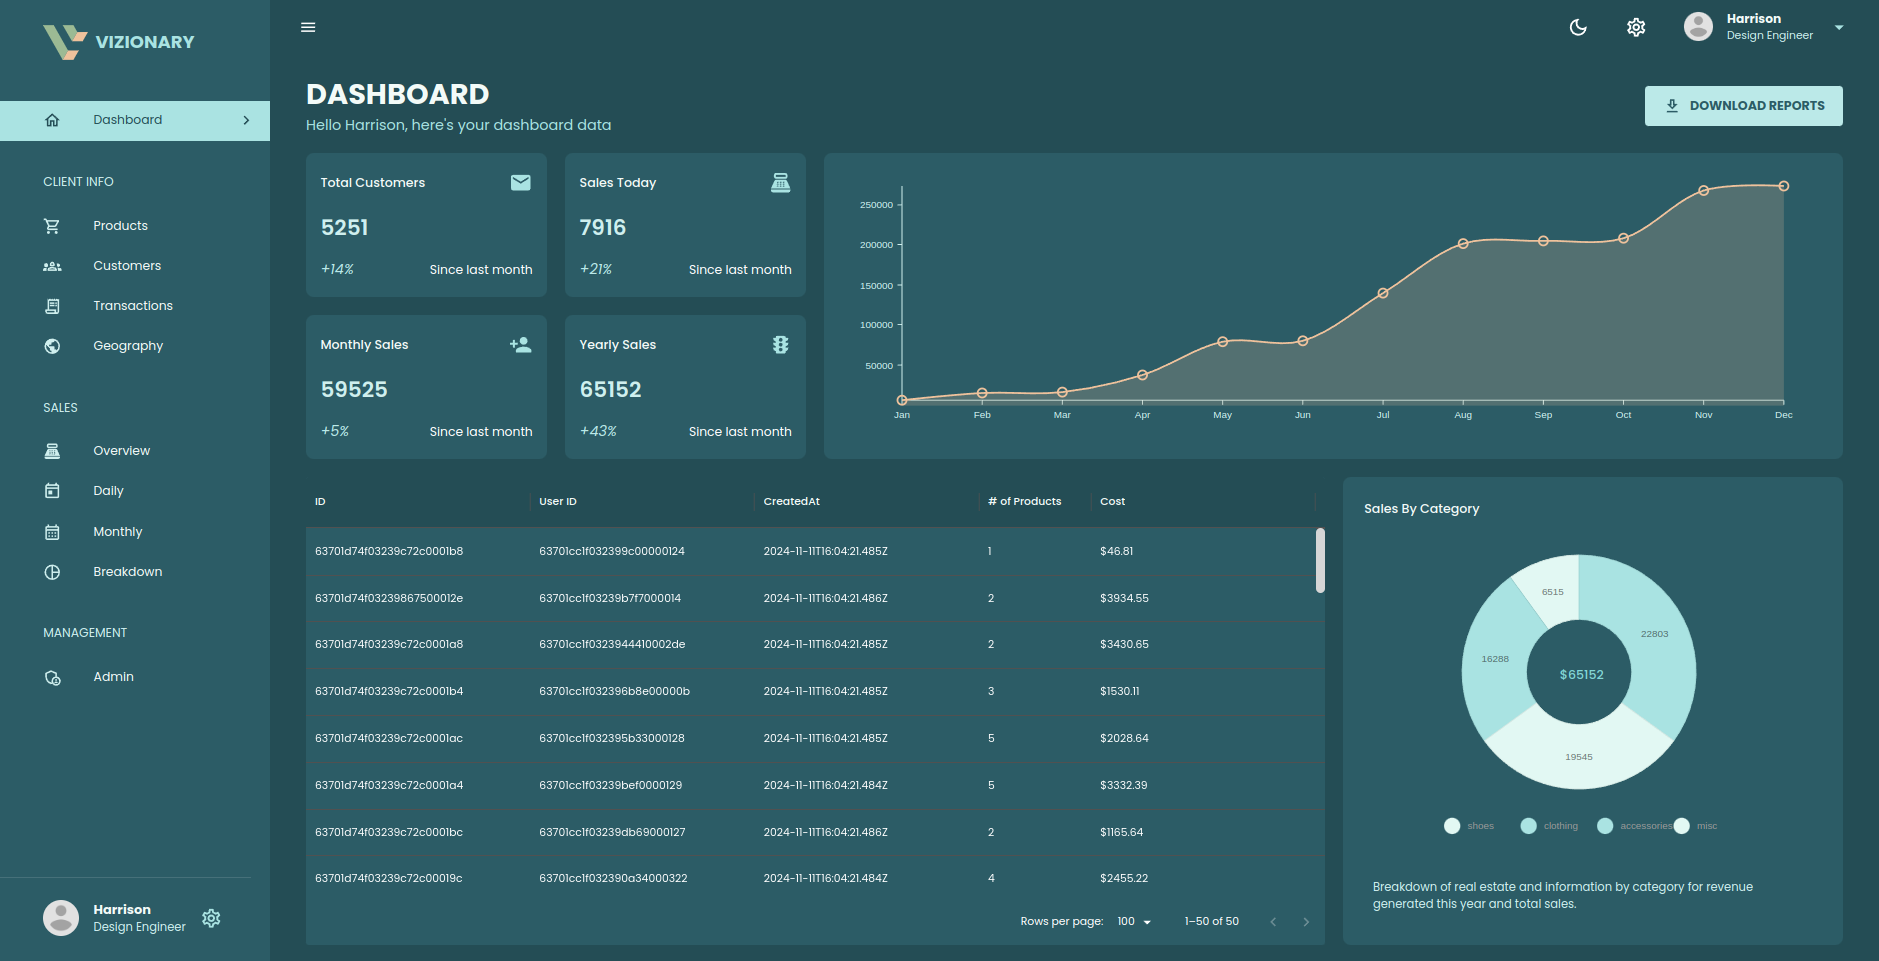 VIZIONARY
Dashboard
CLIENT INFO
Products
Customers
Transactions
Geography
SALES
Overview
Daily
Monthly
Breakdown
MANAGEMENT
Admin
Harrison
Design Engineer
Harrison
Design Engineer
DASHBOARD
Hello Harrison, here's your dashboard data
DOWNLOAD REPORTS
Total Customers
5251
+14% Since last month
Sales Today
7916
+21% Since last month
Monthly Sales
59525
+5% Since last month
Yearly Sales
65152
+43% Since last month
250000
200000
150000
100000
50000
Jan Feb Mar Apr May Jun Jul Aug Sep Oct Nov Dec
ID User ID CreatedAt # of Products Cost
63701d74f03239c72c0001b8 63701cc1f032399c00000124 2024-11-11T16:04:21.485Z 1 $46.81
63701d74f03239867500012e 63701cc1f03239b7f7000014 2024-11-11T16:04:21.486Z 2 $3934.55
63701d74f03239c72c0001a8 63701cc1f0323944410002de 2024-11-11T16:04:21.485Z 2 $3430.65
63701d74f03239c72c0001b4 63701cc1f032396b8e00000b 2024-11-11T16:04:21.485Z 3 $1530.11
63701d74f03239c72c0001ac 63701cc1f032395b33000128 2024-11-11T16:04:21.485Z 5 $2028.64
63701d74f03239c72c0001a4 63701cc1f03239bef0000129 2024-11-11T16:04:21.484Z 5 $3332.39
63701d74f03239c72c0001bc 63701cc1f03239db69000127 2024-11-11T16:04:21.486Z 2 $1165.64
63701d74f03239c72c00019c 63701cc1f032390a34000322 2024-11-11T16:04:21.484Z 4 $2455.22
Rows per page: 100 1–50 of 50
Sales By Category
6515
22803
16288
$65152
19545
shoes clothing accessories misc
Breakdown of real estate and information by category for revenue
generated this year and total sales.